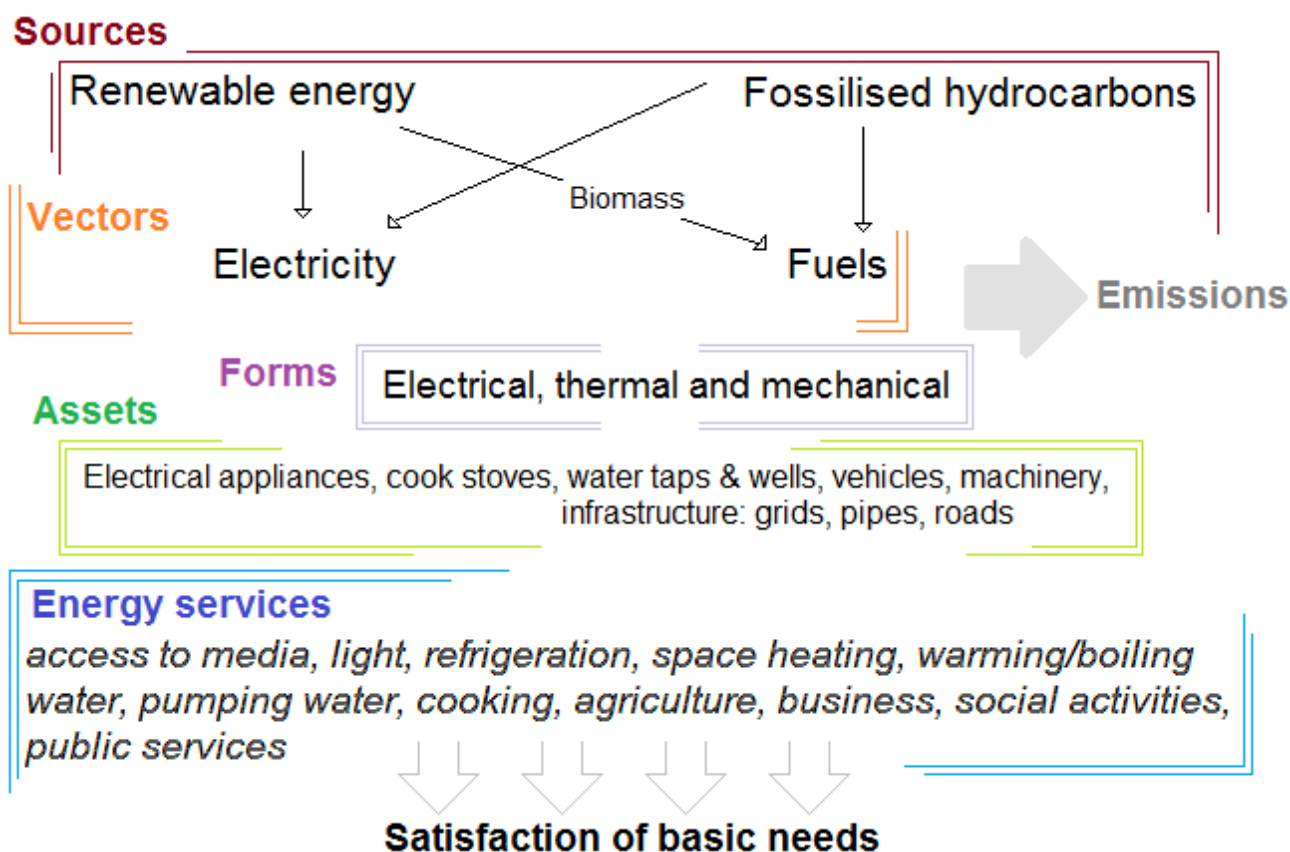 Sources
Renewable energy
Fossilised hydrocarbons
Biomass
Vectors
Electricity
Fuels
Emissions
Forms
Electrical, thermal and mechanical
Assets
Electrical appliances, cook stoves, water taps & wells, vehicles, machinery,
infrastructure: grids, pipes, roads
Energy services
access to media, light, refrigeration, space heating, warming/boiling
water, pumping water, cooking, agriculture, business, social activities,
public services
Satisfaction of basic needs